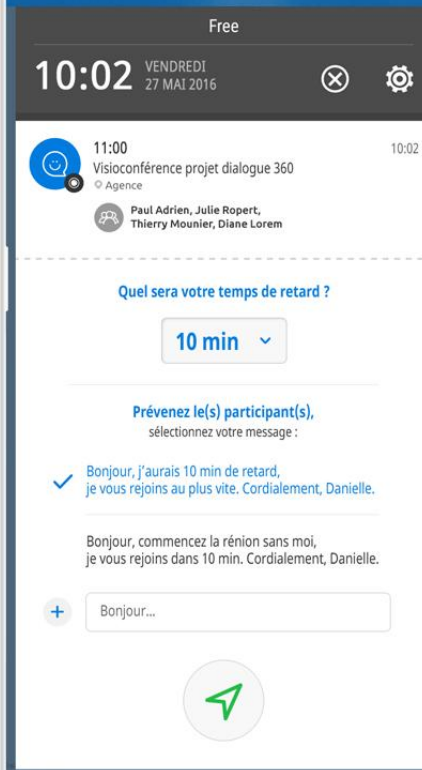 Free
10:02
VENDREDI
27 MAI 2016
11:00
10:02
Visioconférence projet dialogue 360
Agence
Paul Adrien, Julie Ropert,
Thierry Mounier, Diane Lorem
Quel sera votre temps de retard ?
10 min
Prévenez le(s) participant(s),
sélectionnez votre message :
Bonjour, j'aurais 10 min de retard,
je vous rejoins au plus vite. Cordialement, Danielle.
Bonjour, commencez la rénion sans moi,
je vous rejoins dans 10 min. Cordialement, Danielle.
Bonjour...